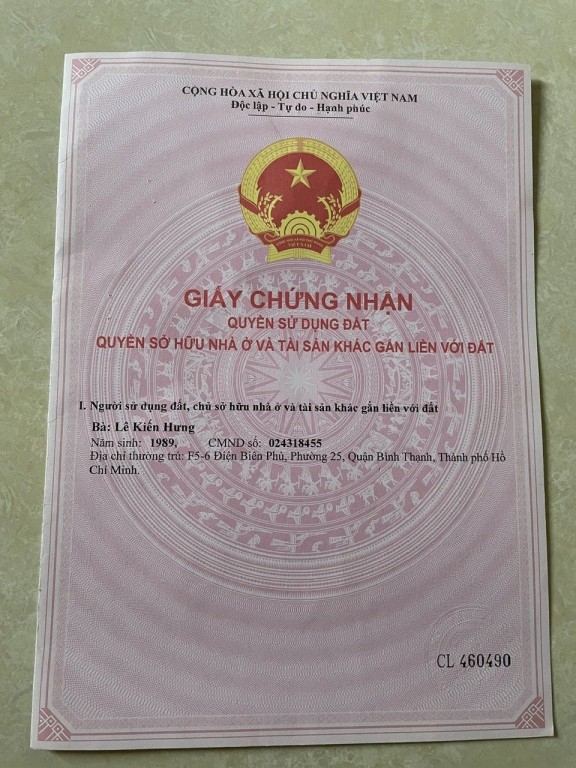 CỘNG HÒA XÃ HỘI CHỦ NGHĨA VIỆT NAM
Độc lập - Tự do - Hạnh phúc
GIẤY CHỨNG NHẬN
QUYỀN SỬ DỤNG ĐẤT
QUYỀN SỞ HỮU NHÀ Ở VÀ TÀI SẢN KHÁC GẮN LIỀN VỚI ĐẤT
I. Người sử dụng đất, chủ sở hữu nhà ở và tài sản khác gắn liền với đất
Bà: Lê Kiến Hưng
Năm sinh: 1989, CMND số: 024318455
Địa chỉ thường trú: F5-6 Điện Biên Phủ, Phường 25, Quận Bình Thạnh, Thành phố Hồ
Chí Minh.
CL 460490